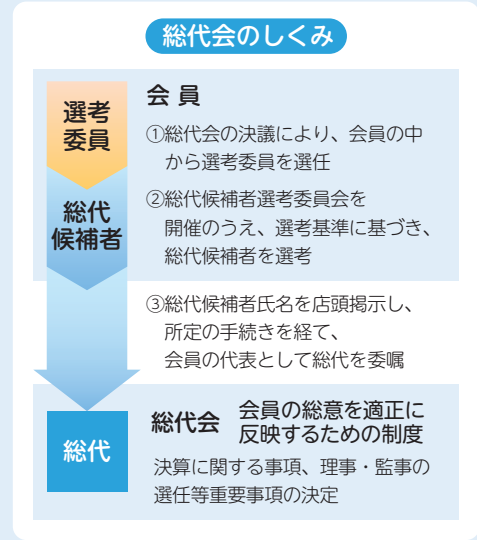 総代会のしくみ
選考
委員
会 員
①総代会の決議により、会員の中
から選考委員を選任
総代
候補者
②総代候補者選考委員会を
開催のうえ、選考基準に基づき、
総代候補者を選考
③総代候補者氏名を店頭掲示し、
所定の手続きを経て、
会員の代表として総代を委嘱
総代
総代会 会員の総意を適正に
反映するための制度
決算に関する事項、理事・監事の
選任等重要事項の決定